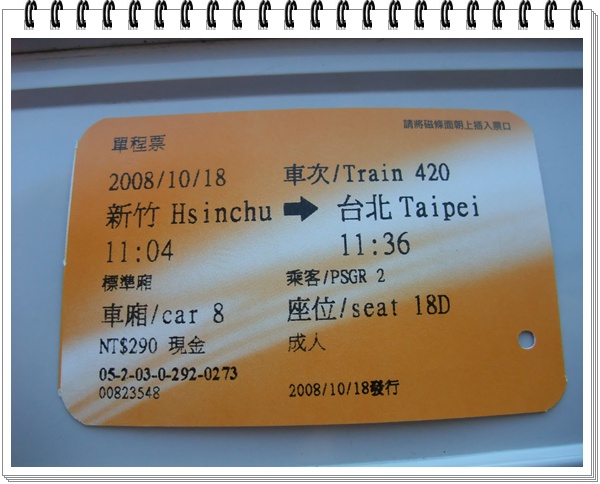 請將磁條面朝上插入票口
單程票
2008/10/18 車次/Train 420
新竹 Hsinchu ➡ 台北 Taipei
11:04 11:36
標準廂 乘客/PSGR 2
車廂/car 8 座位/seat 18D
NT$290 現金 成人
05-2-03-0-292-0273
00823548 2008/10/18發行